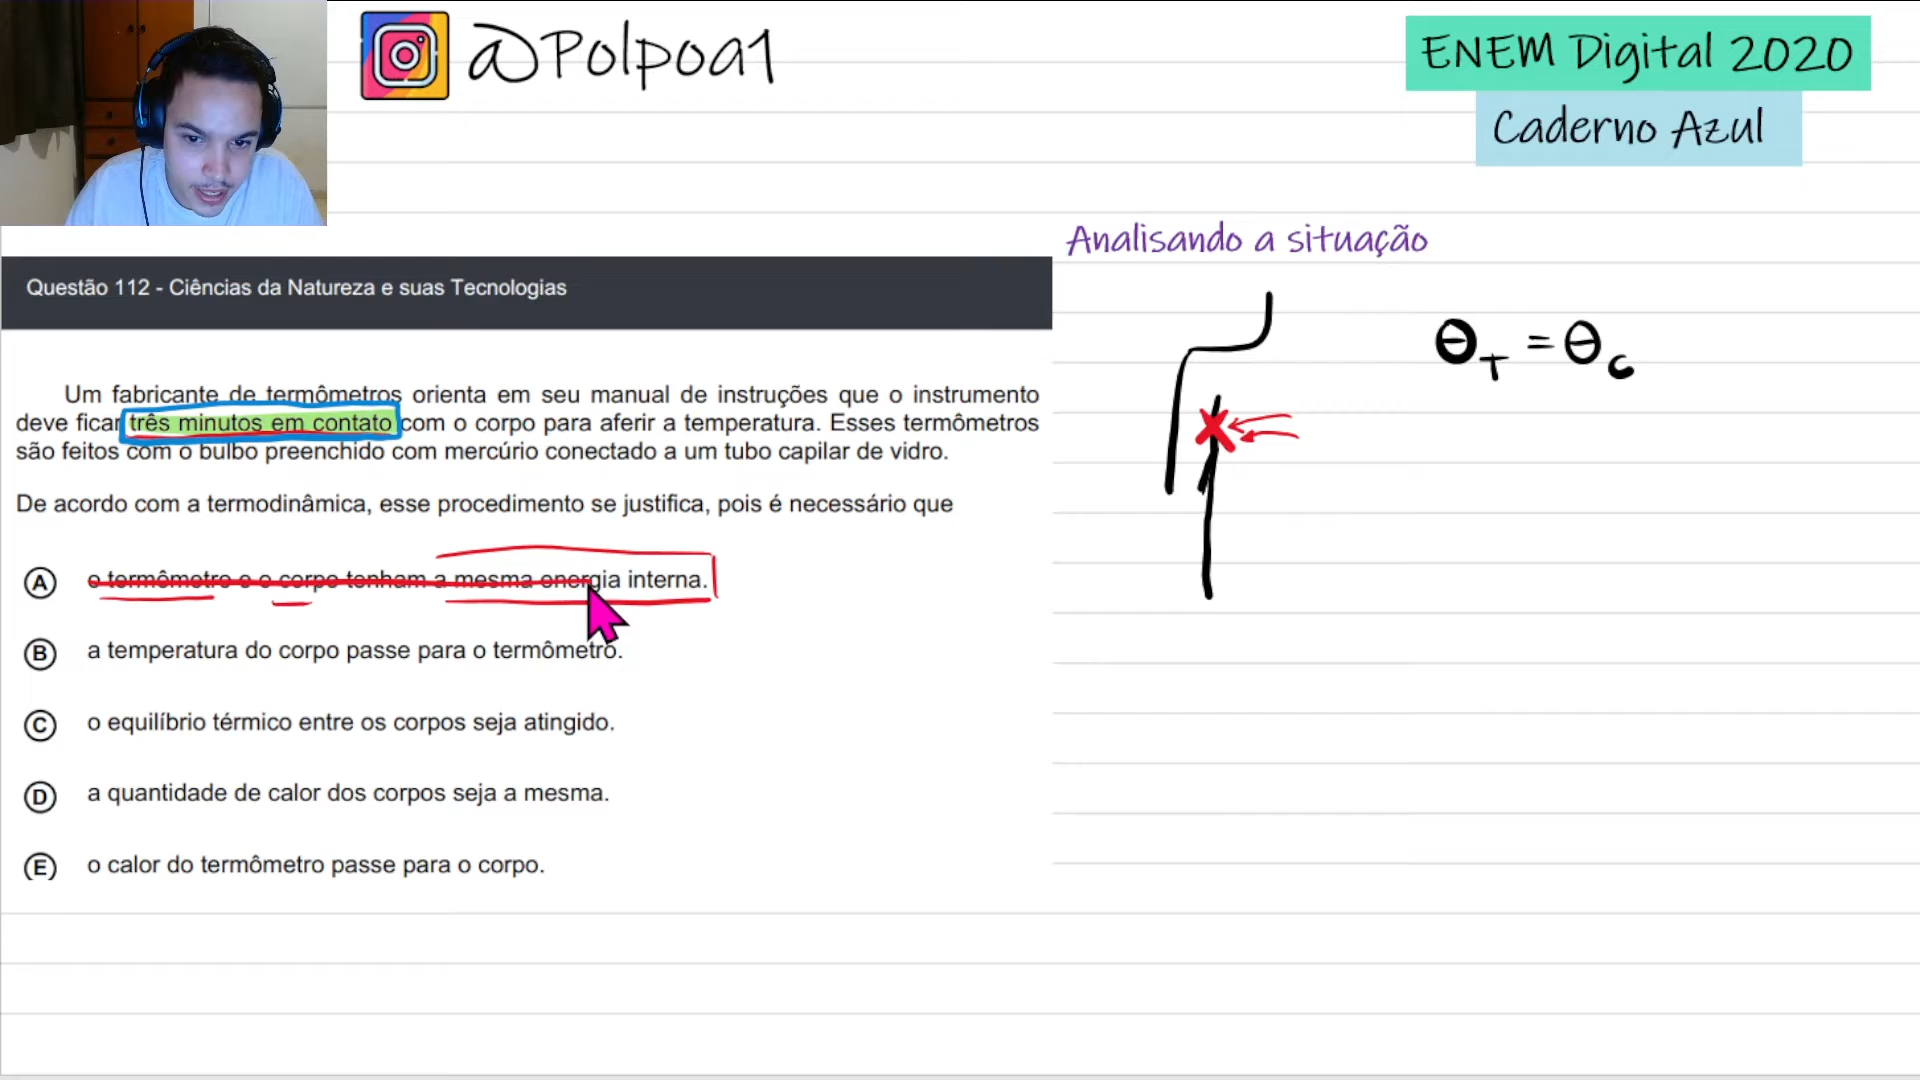 @Polpoa1
ENEM Digital 2020
Caderno Azul
Analisando a situação
Questão 112 - Ciências da Natureza e suas Tecnologias
Um fabricante de termômetros orienta em seu manual de instruções que o instrumento
deve ficar três minutos em contato com o corpo para aferir a temperatura. Esses termômetros
são feitos com o bulbo preenchido com mercúrio conectado a um tubo capilar de vidro.
De acordo com a termodinâmica, esse procedimento se justifica, pois é necessário que
A o termômetro e o corpo tenham a mesma energia interna.
B a temperatura do corpo passe para o termômetro.
C o equilíbrio térmico entre os corpos seja atingido.
D a quantidade de calor dos corpos seja a mesma.
E o calor do termômetro passe para o corpo.
θT = θC